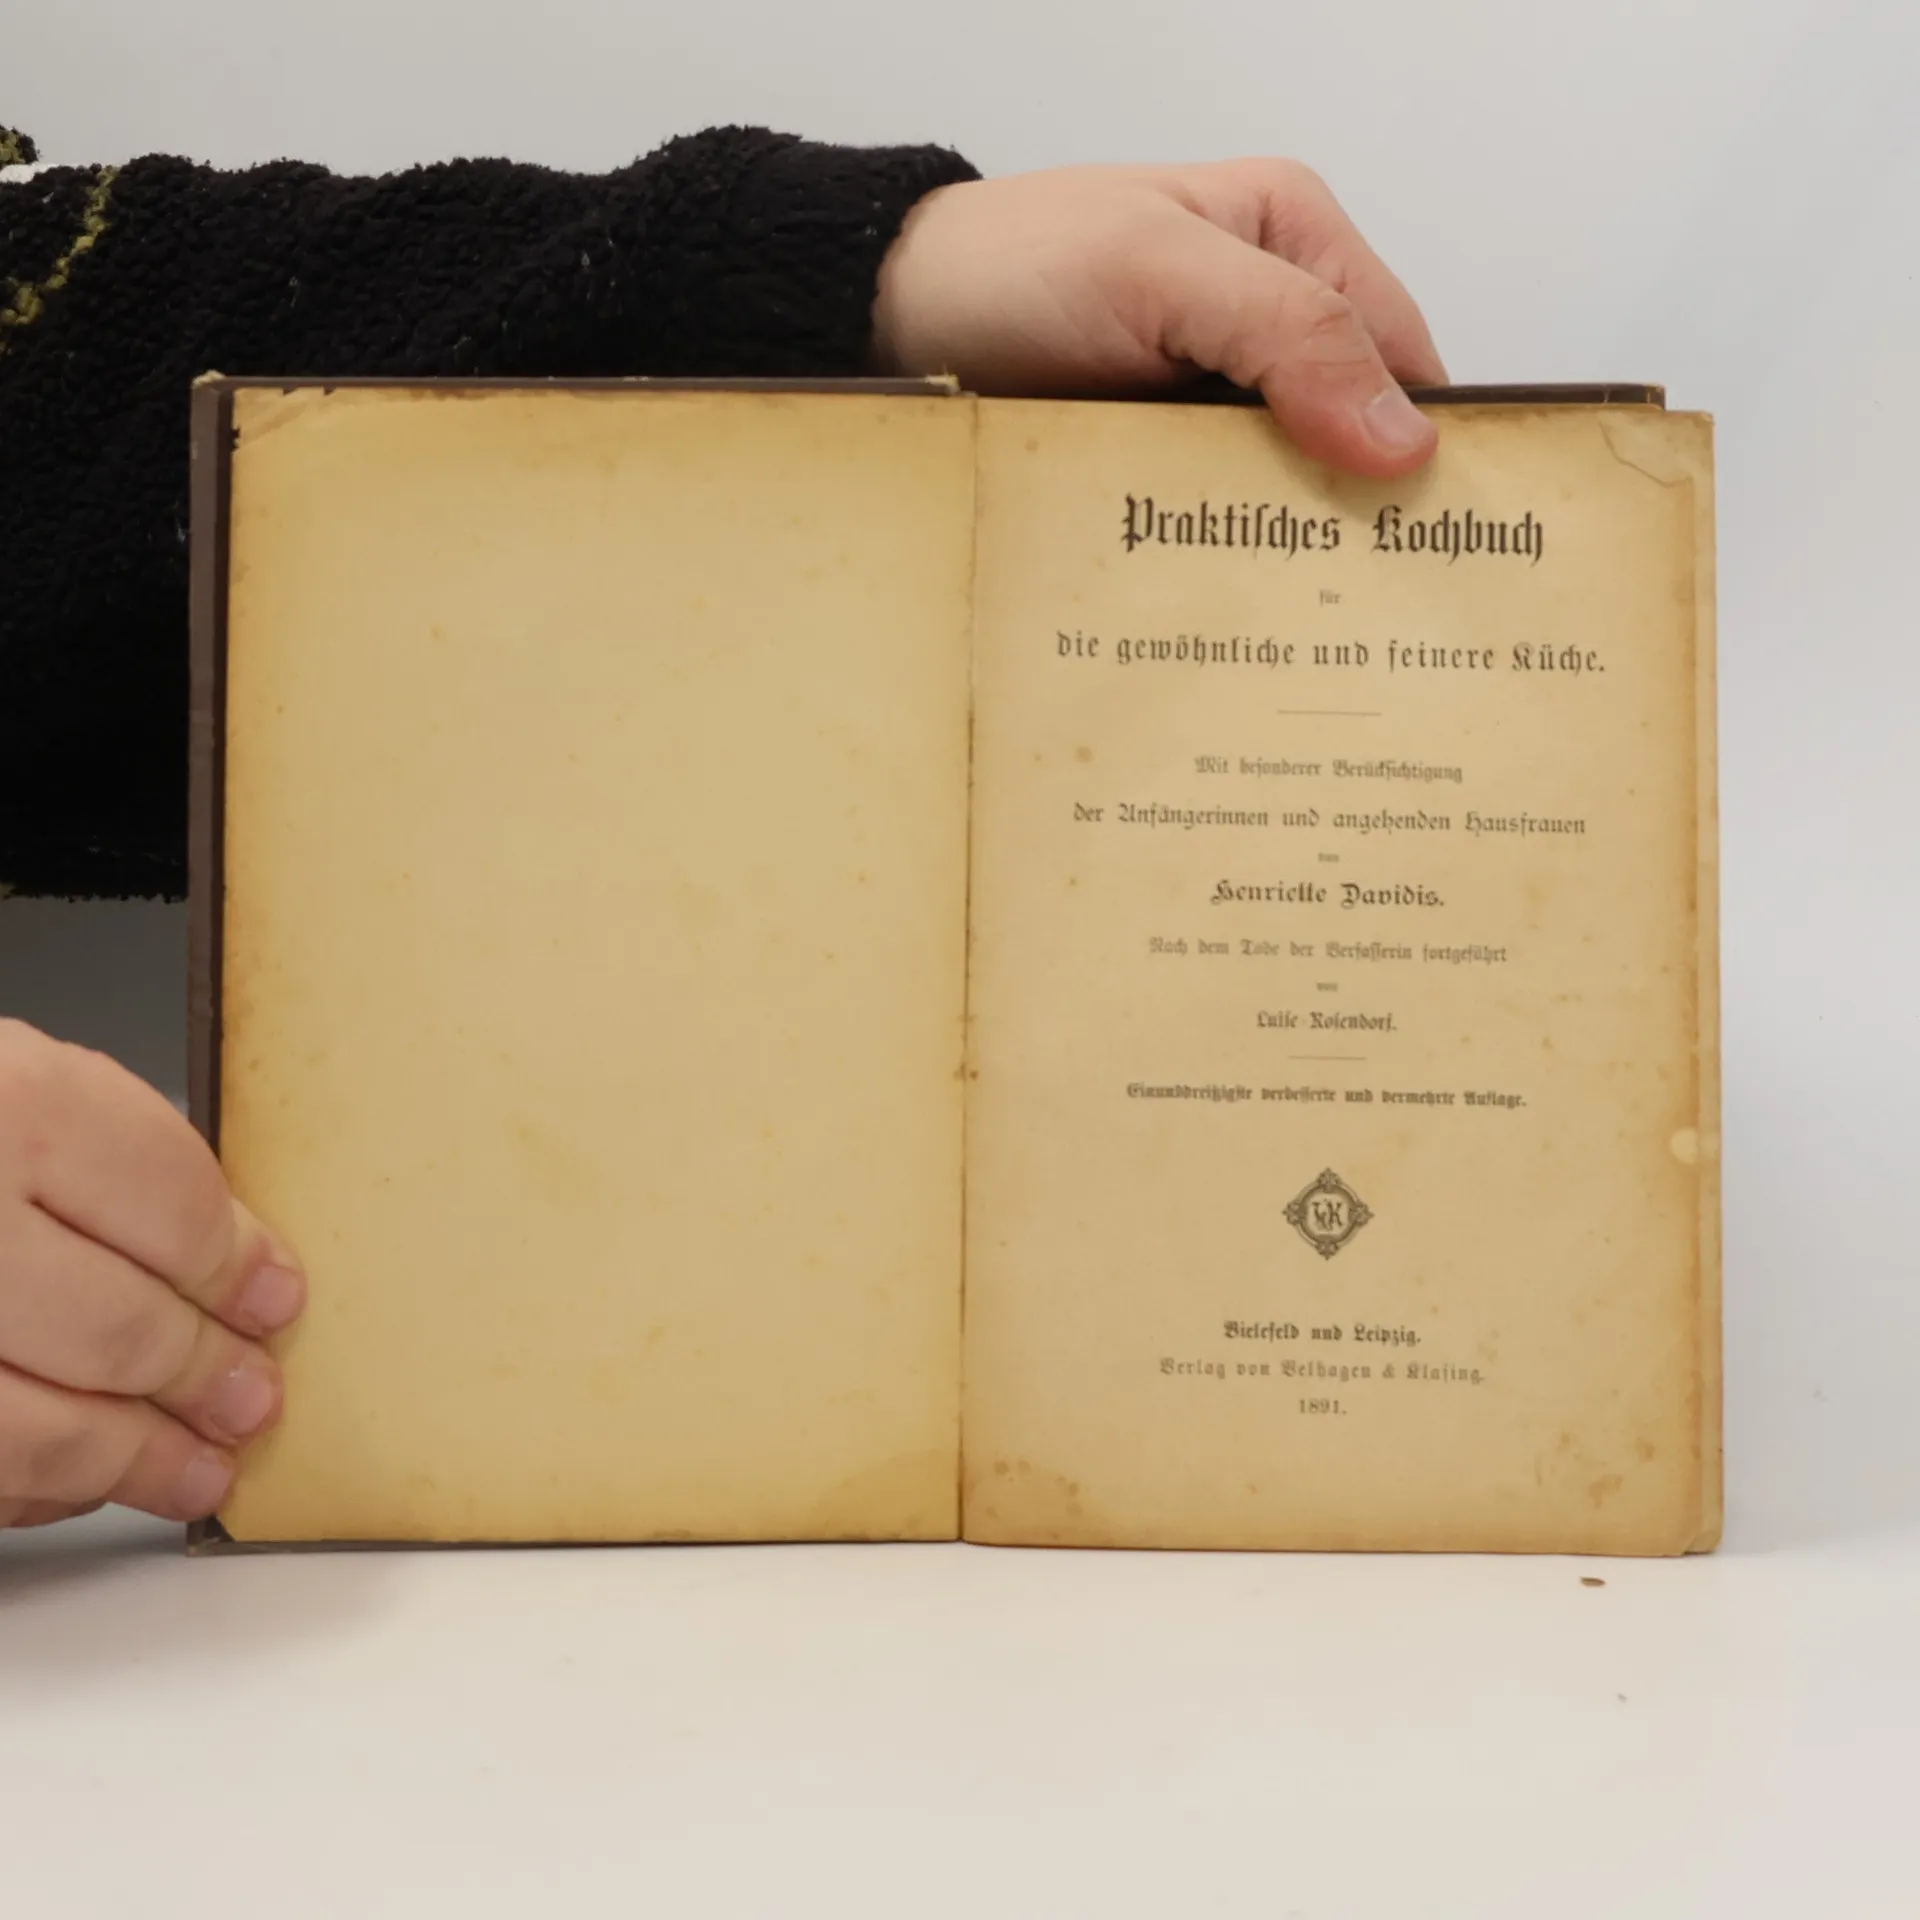 Praktiſches Kochbuch
für
die gewöhnliche und feinere Küche.
Mit beſonderer Berückſichtigung
der Anfängerinnen und angehenden Hausfrauen
von
Henriette Davidis.
Nach dem Tode der Verfaſſerin fortgeführt
von
Luiſe Roſendorf.
Einunddreißigſte verbeſſerte und vermehrte Auflage.
VK
Bielefeld und Leipzig.
Verlag von Velhagen & Klaſing.
1891.